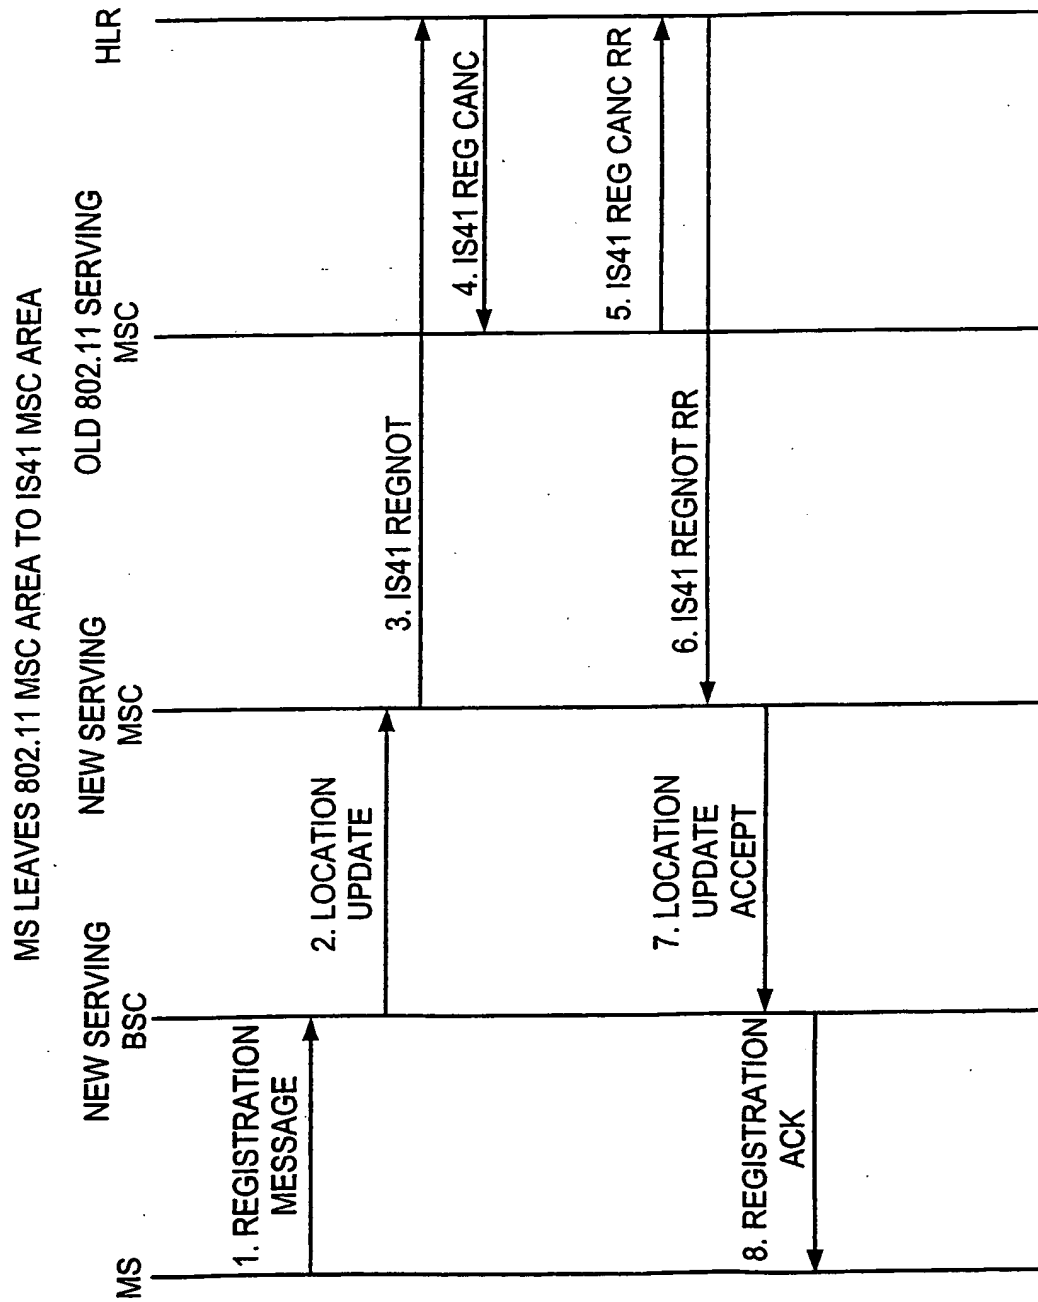 MS LEAVES 802.11 MSC AREA TO IS41 MSC AREA
MS
NEW SERVING
BSC
NEW SERVING
MSC
OLD 802.11 SERVING
MSC
HLR
1. REGISTRATION
MESSAGE
2. LOCATION
UPDATE
3. IS41 REGNOT
4. IS41 REG CANC
5. IS41 REG CANC RR
6. IS41 REGNOT RR
7. LOCATION
UPDATE
ACCEPT
8. REGISTRATION
ACK